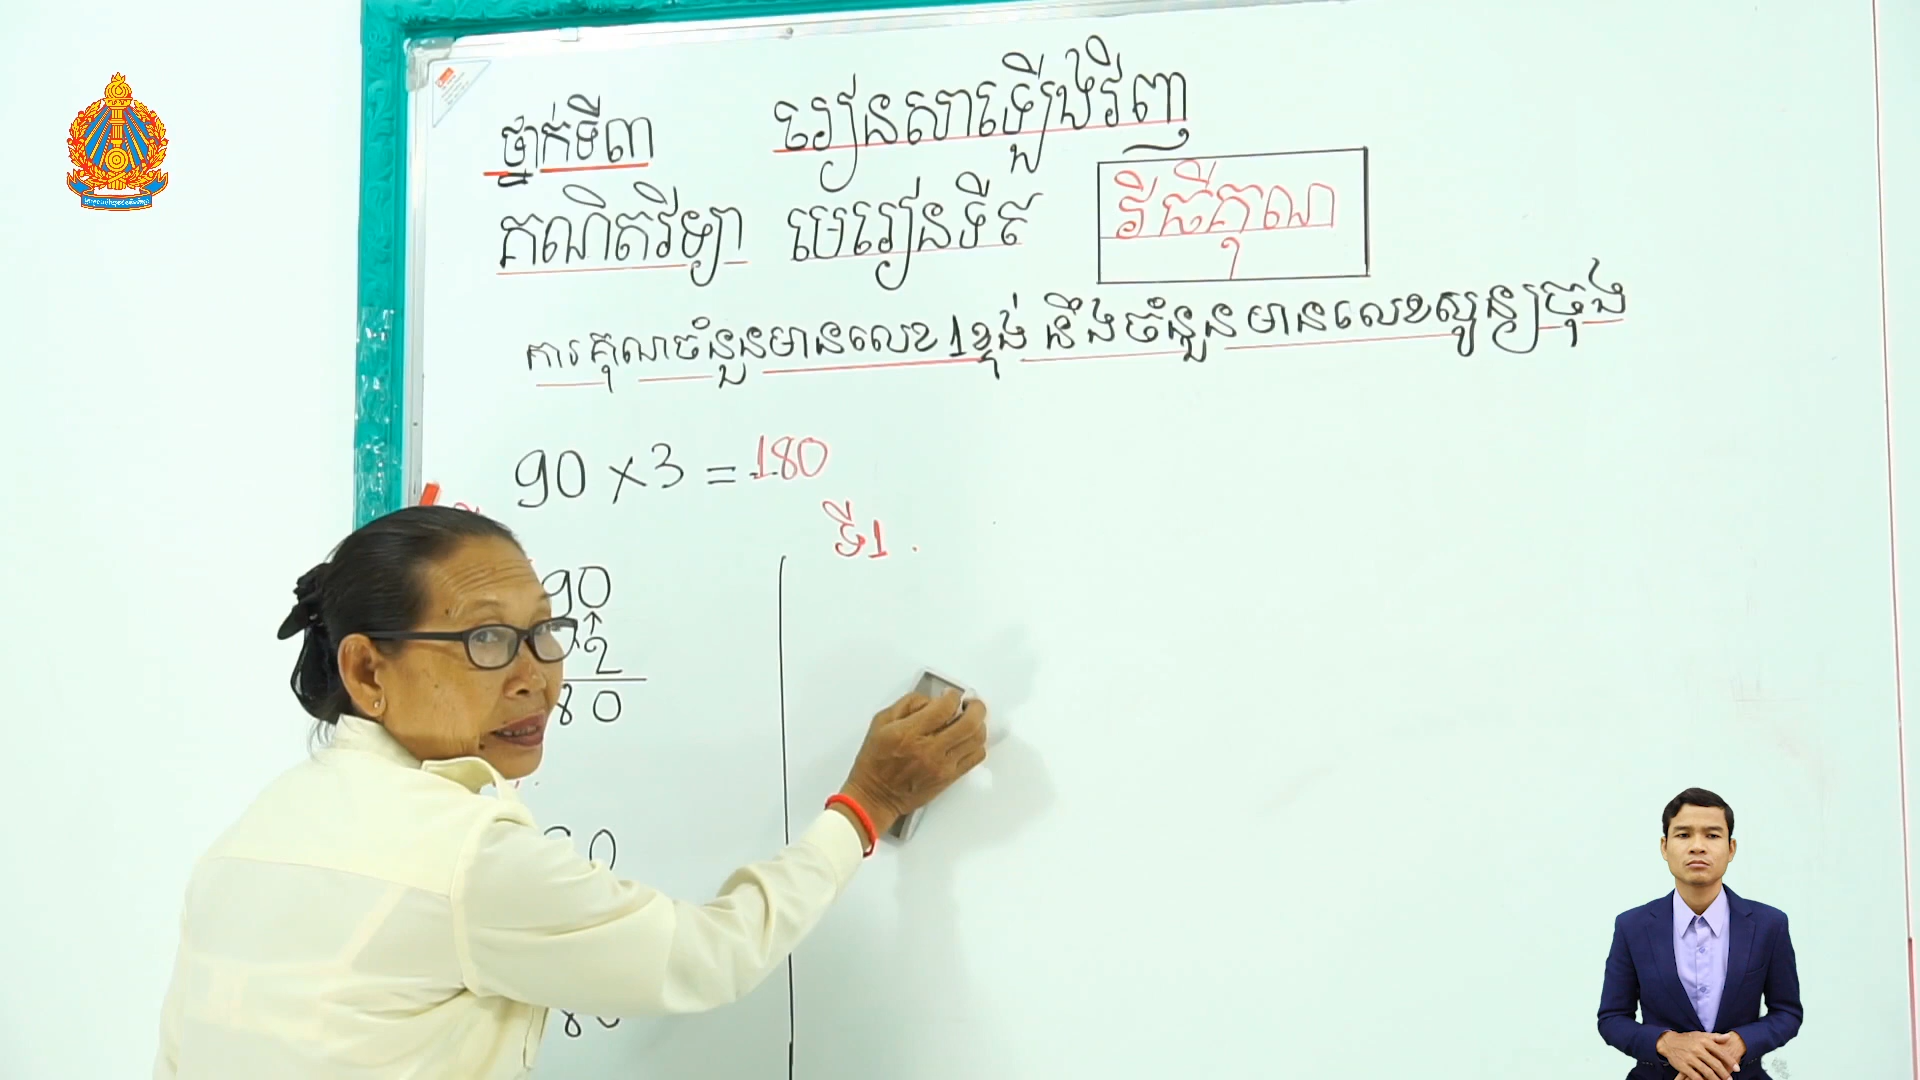 ថ្នាក់ទី៣ រៀនសាឡើងវិញ
គណិតវិទ្យា មេរៀនទី៩ វិធីគុណ
ការគុណចំនួនមានលេខ 1 ខ្ទង់ នឹងចំនួនមានលេខសូន្យចុង
90 × 3 = 180
ទី1.
90
2
80